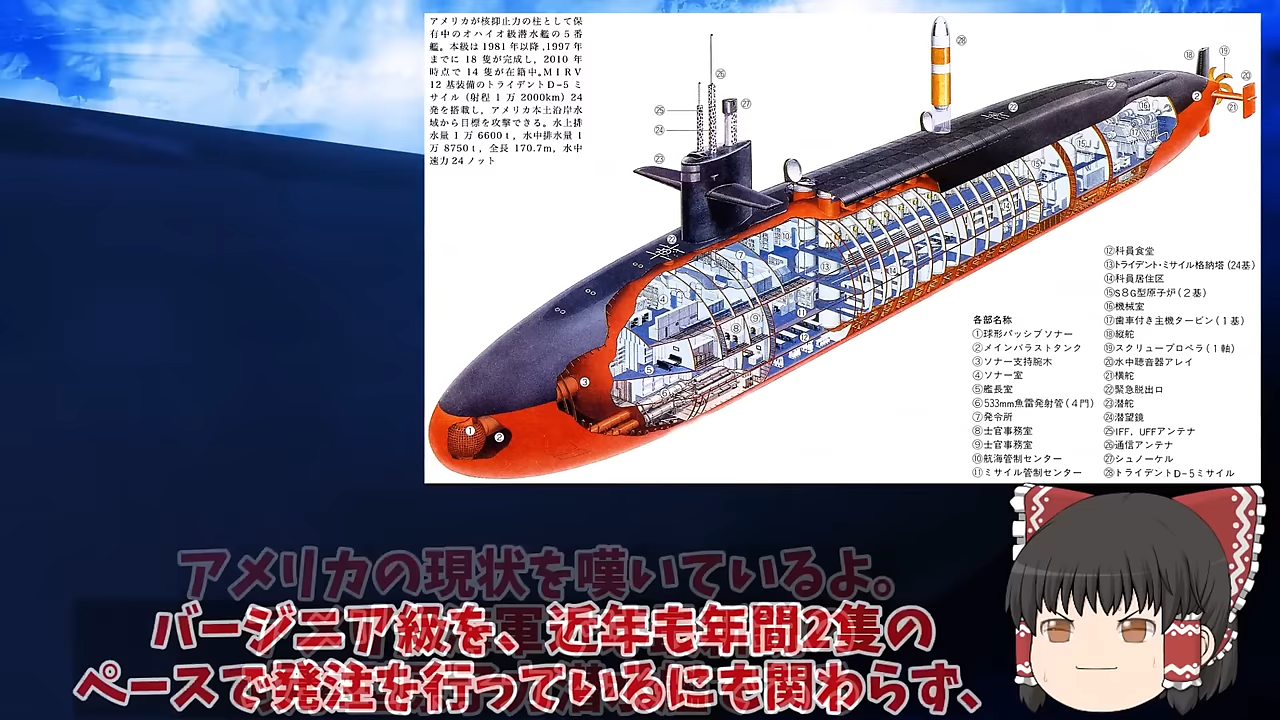 アメリカが核抑止力の柱として保
有中のオハイオ級潜水艦の5番
艦。本級は1981年以降,1997年
までに18隻が完成し,2010年
時点で14隻が在籍中。MIRV
12基装備のトライデントD-5ミ
サイル(射程1万2000km)24
発を搭載し,アメリカ本土沿岸水
域から目標を攻撃できる。水上排
水量1万6600t,水中排水量1
万8750t,全長170.7m,水中
速力24ノット
各部名称
①球形パッシブソナー
②メインバラストタンク
③ソナー支持腕木
④ソナー室
⑤艦長室
⑥533mm魚雷発射管(4門)
⑦発令所
⑧士官事務室
⑨士官事務室
⑩航海管制センター
⑪ミサイル管制センター
⑫科員食堂
⑬トライデント・ミサイル格納塔(24基)
⑭科員居住区
⑮S8G型原子炉(2基)
⑯機械室
⑰歯車付き主機タービン(1基)
⑱縦舵
⑲スクリュープロペラ(1軸)
⑳水中聴音器アレイ
㉑横舵
㉒緊急脱出口
㉓潜舵
㉔潜望鏡
㉕IFF,UFFアンテナ
㉖通信アンテナ
㉗シュノーケル
㉘トライデントD-5ミサイル
アメリカの現状を嘆いているよ。
バージニア級を、近年も年間2隻の
ペースで発注を行っているにも関わらず、